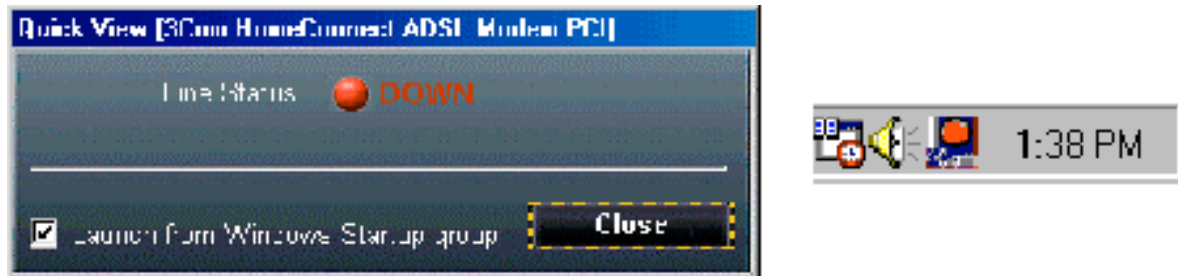 Quick View [3Com HomeConnect ADSL Modem PCI]
Line Status DOWN
Launch from Windows Startup group
Close
1:38 PM